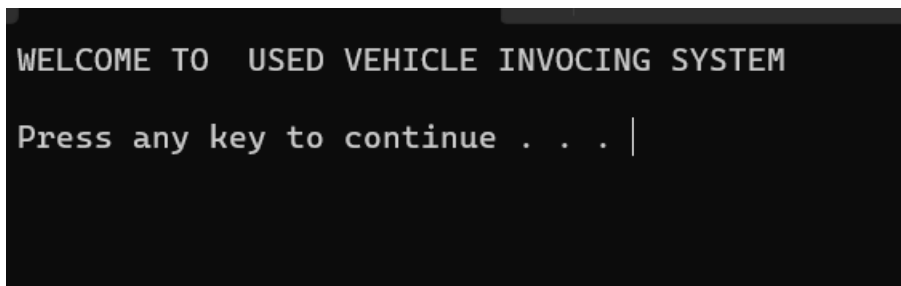 WELCOME TO  USED VEHICLE INVOCING SYSTEM
Press any key to continue . . .